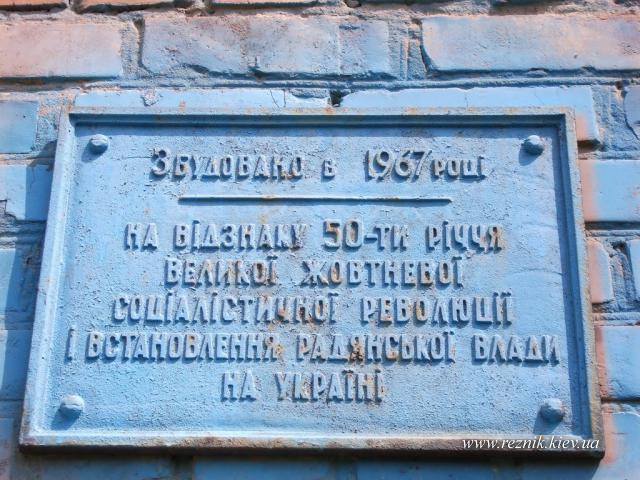 Збудовано в 1967 році
на відзнаку 50-ти річчя
Великої Жовтневої
соціалістичної революції
і встановлення Радянської влади
на Україні
www.reznik.kiev.ua